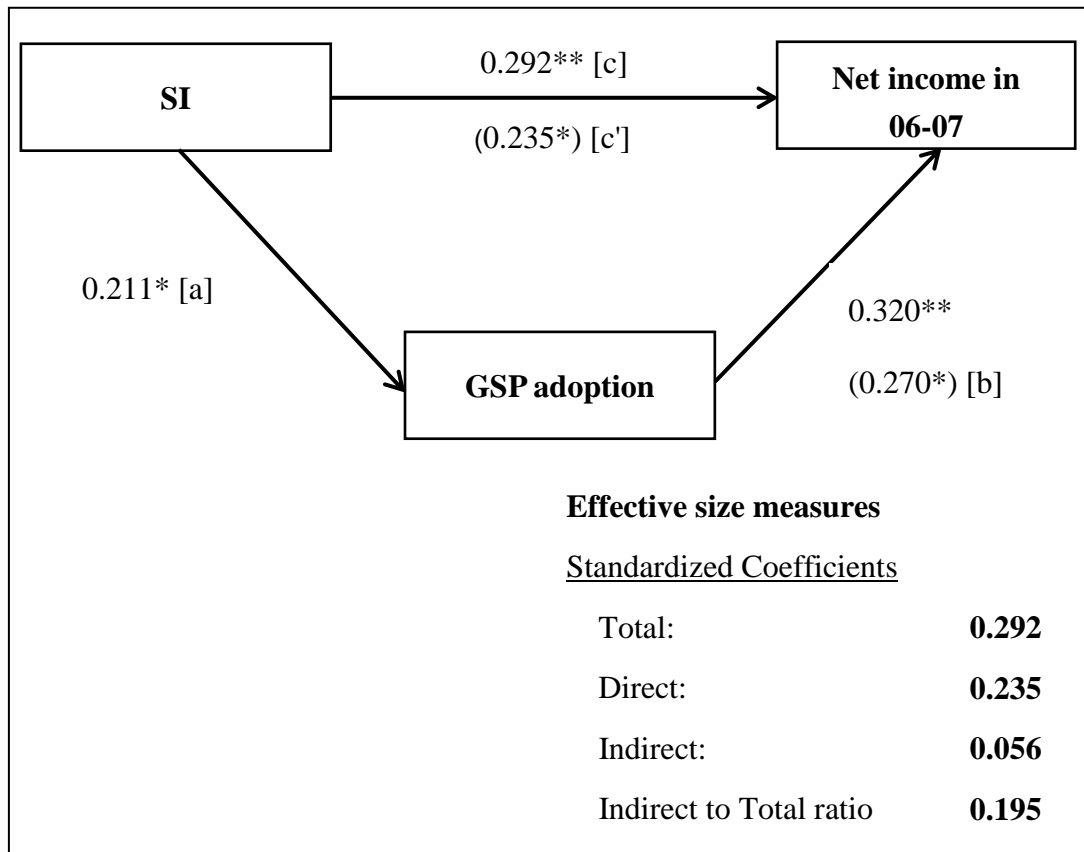 SI
0.292** [c]
(0.235*) [c']
Net income in
06-07
0.211* [a]
GSP adoption
0.320**
(0.270*) [b]
Effective size measures
Standardized Coefficients
Total: 0.292
Direct: 0.235
Indirect: 0.056
Indirect to Total ratio 0.195